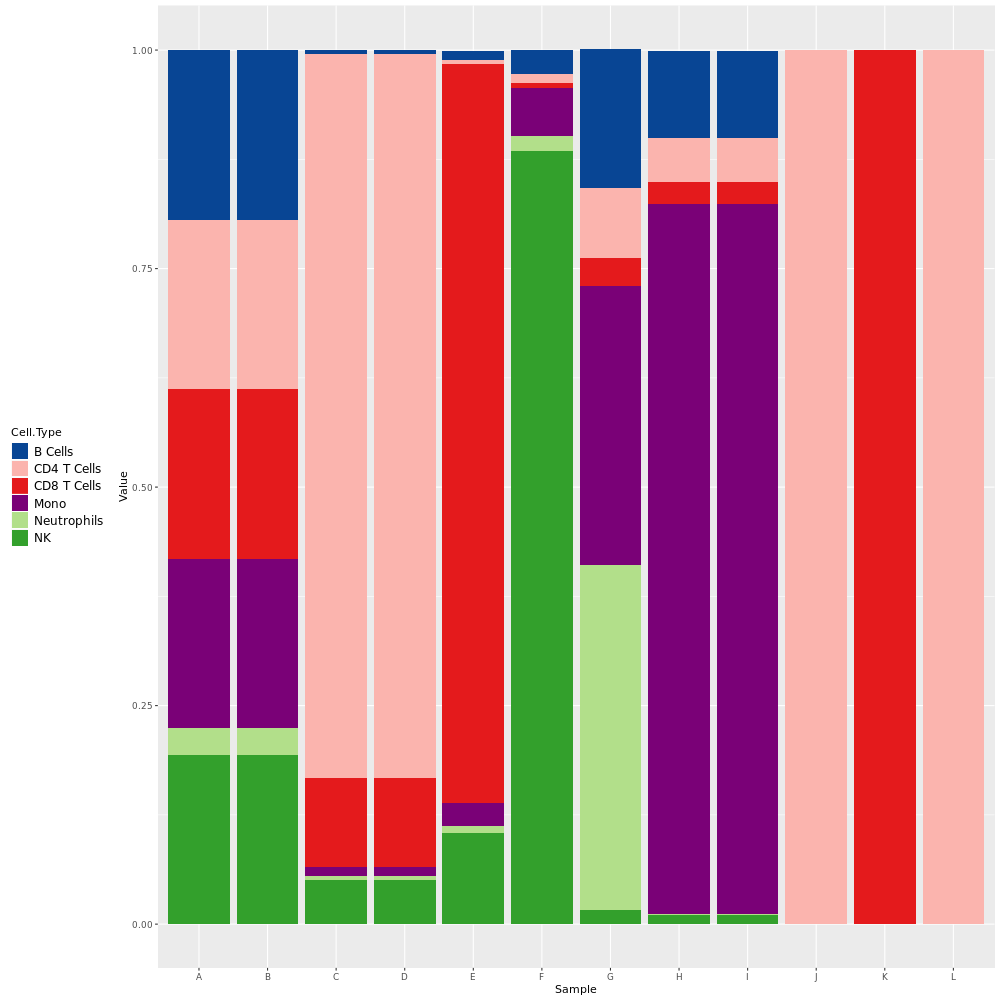 1.00
0.75
0.50
0.25
0.00
Value
Cell.Type
B Cells
CD4 T Cells
CD8 T Cells
Mono
Neutrophils
NK
A B C D E F G H I J K L
Sample